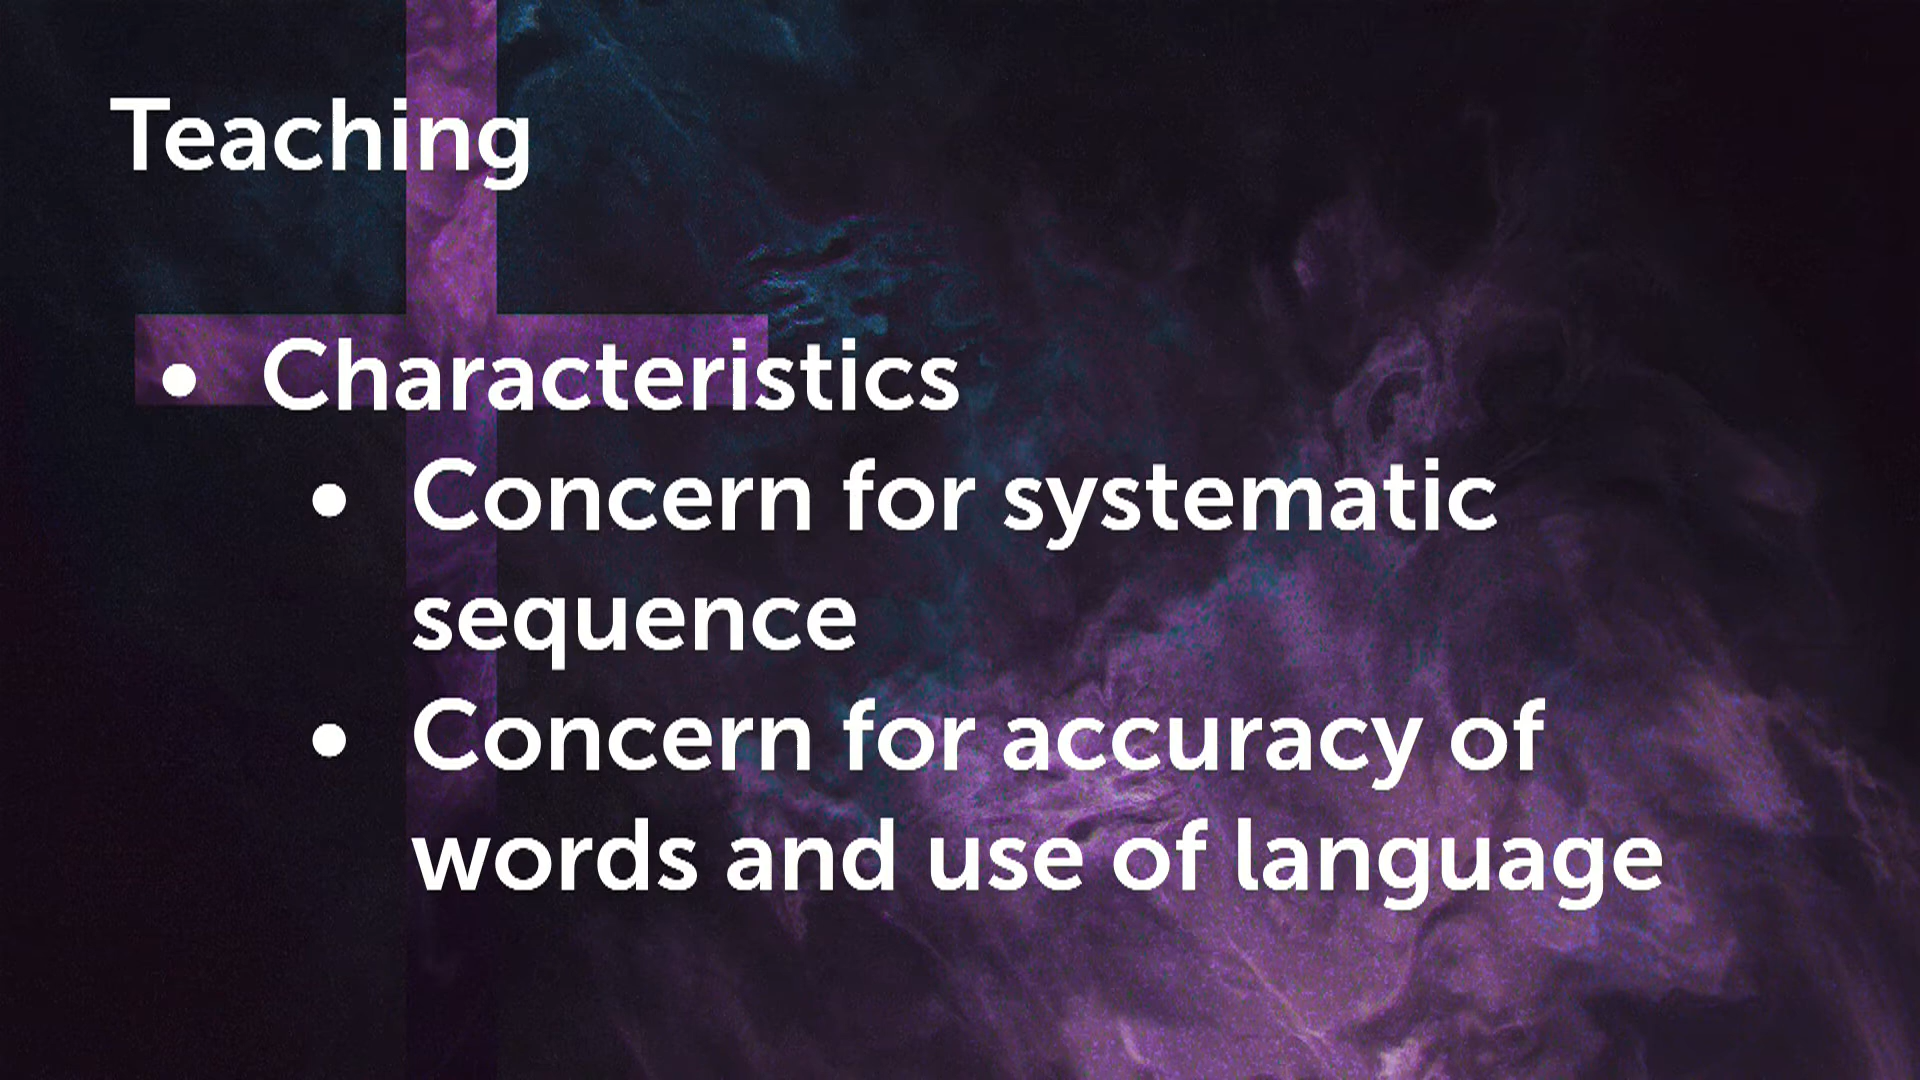 Teaching
• Characteristics
• Concern for systematic
sequence
• Concern for accuracy of
words and use of language